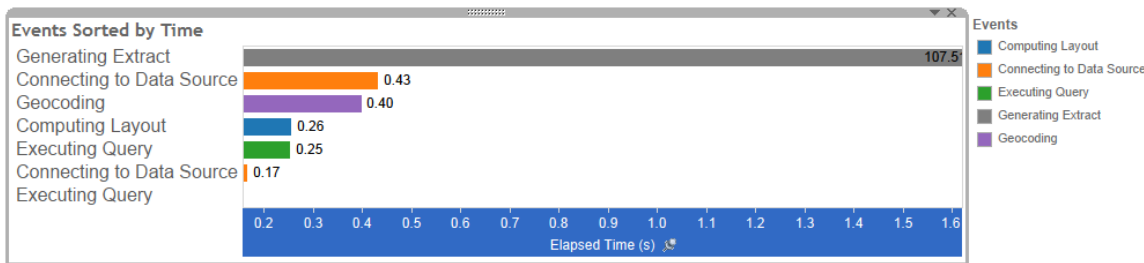 Events Sorted by Time
Generating Extract 107.5
Connecting to Data Source 0.43
Geocoding 0.40
Computing Layout 0.26
Executing Query 0.25
Connecting to Data Source 0.17
Executing Query
0.2 0.3 0.4 0.5 0.6 0.7 0.8 0.9 1.0 1.1 1.2 1.3 1.4 1.5 1.6
Elapsed Time (s)
Events
Computing Layout
Connecting to Data Source
Executing Query
Generating Extract
Geocoding